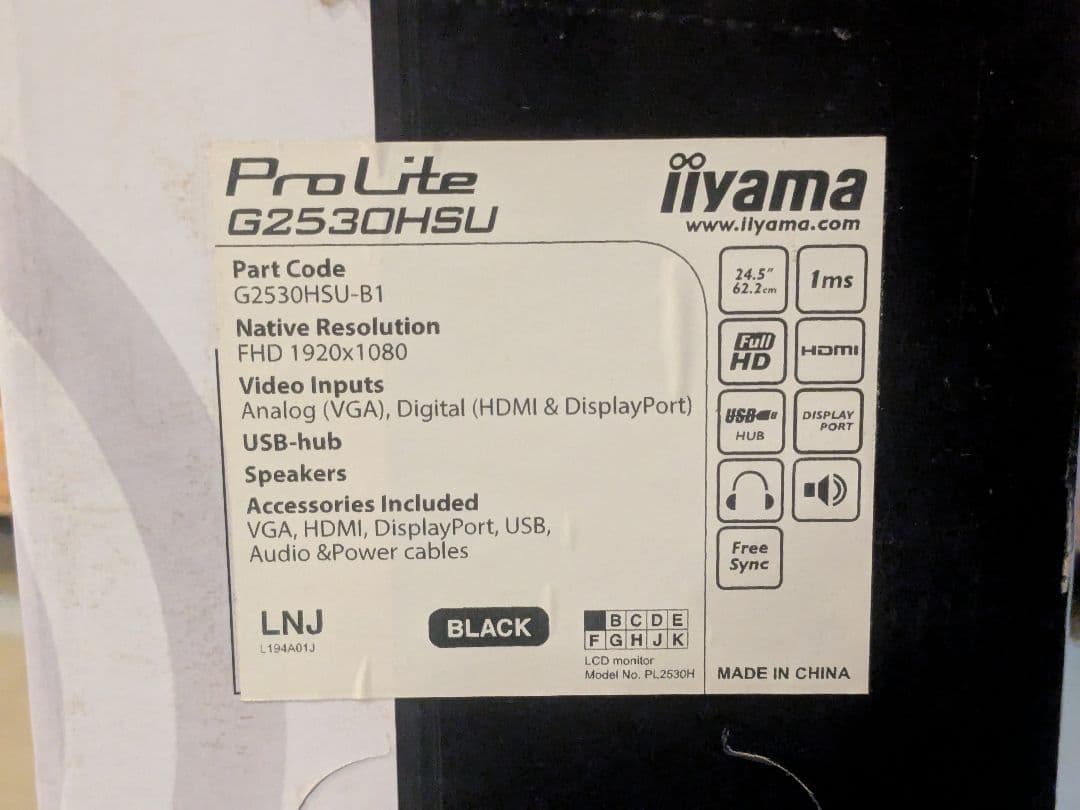 ProLite
G2530HSU
iiyama
www.iiyama.com
Part Code
G2530HSU-B1
Native Resolution
FHD 1920x1080
Video Inputs
Analog (VGA), Digital (HDMI & DisplayPort)
USB-hub
Speakers
Accessories Included
VGA, HDMI, DisplayPort, USB,
Audio &Power cables
LNJ
L194A01J
BLACK
B C D E
F G H J K
LCD monitor
Model No. PL2530H
24.5"
62.2cm
1ms
Full
HD
HDMI
USB
HUB
DISPLAY
PORT
Free
Sync
MADE IN CHINA